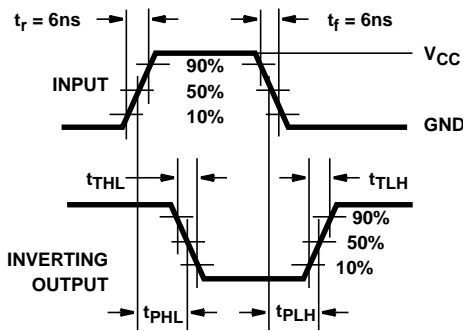 tr = 6ns
tf = 6ns
VCC
90%
INPUT
50%
10%
GND
tTHL
tTLH
90%
50%
INVERTING
10%
OUTPUT
tPHL
tPLH